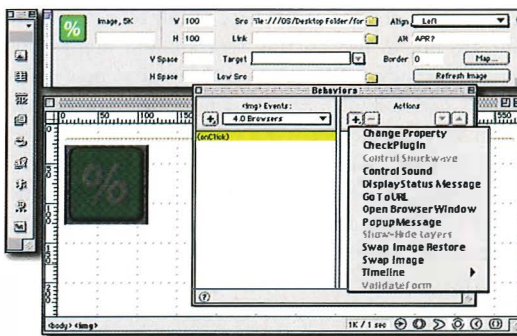 Image, 5K
W 100
Src file:///OS/Desktop Folder/for
Align Left
H 100
Link
Alt APR?
V Space
Target
Border 0
Map...
H Space
Low Src
Refresh Image
Behaviors
<img> Events:
Actions
4.0 Browsers
(onClick)
Change Property
Check Plugin
Control Shockwave
Control Sound
Display Status Message
Go To URL
Open Browser Window
Popup Message
Show-Hide Layers
Swap Image Restore
Swap Image
Timeline
Validate Form
0 50 100 150
550
%
%
<body> <img>
1K / 1 sec